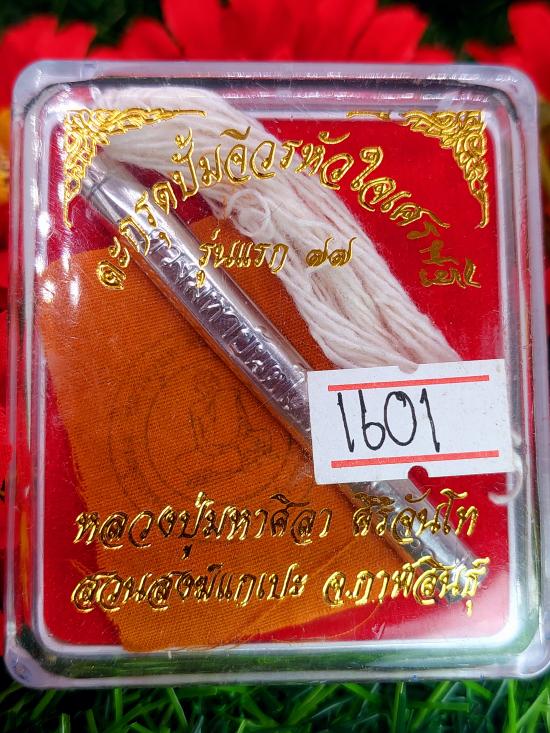 ตะกรุดปั้มจีวรหัวใจเศรษฐี
รุ่นแรก ๗๗
1601
หลวงปู่มหาศิลา สิริจันโท
สวนสงฆ์แกเปะ จ.กาฬสินธุ์